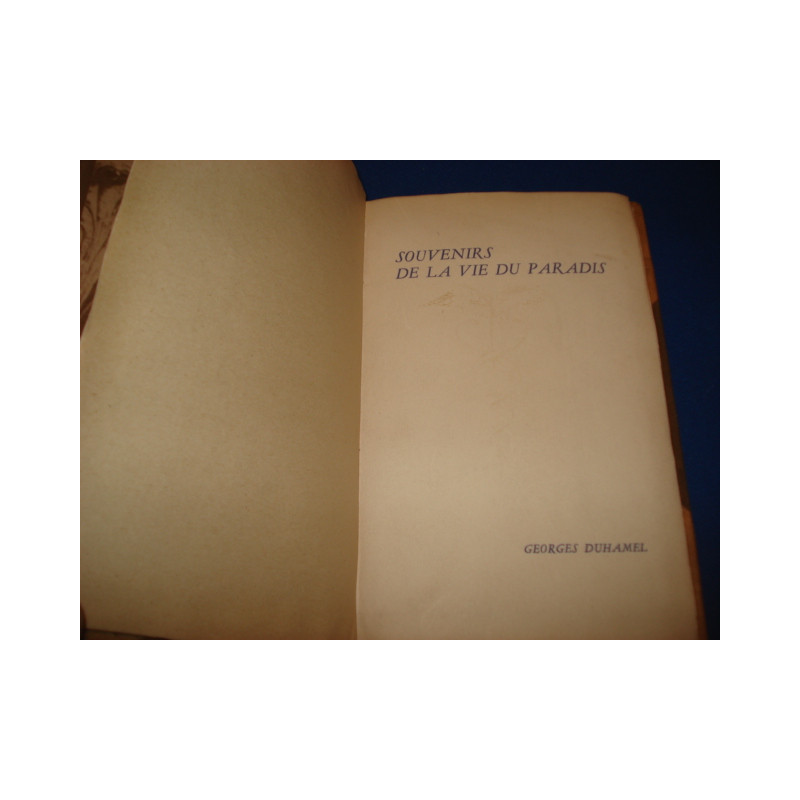 SOUVENIRS
DE LA VIE DU PARADIS
GEORGES DUHAMEL